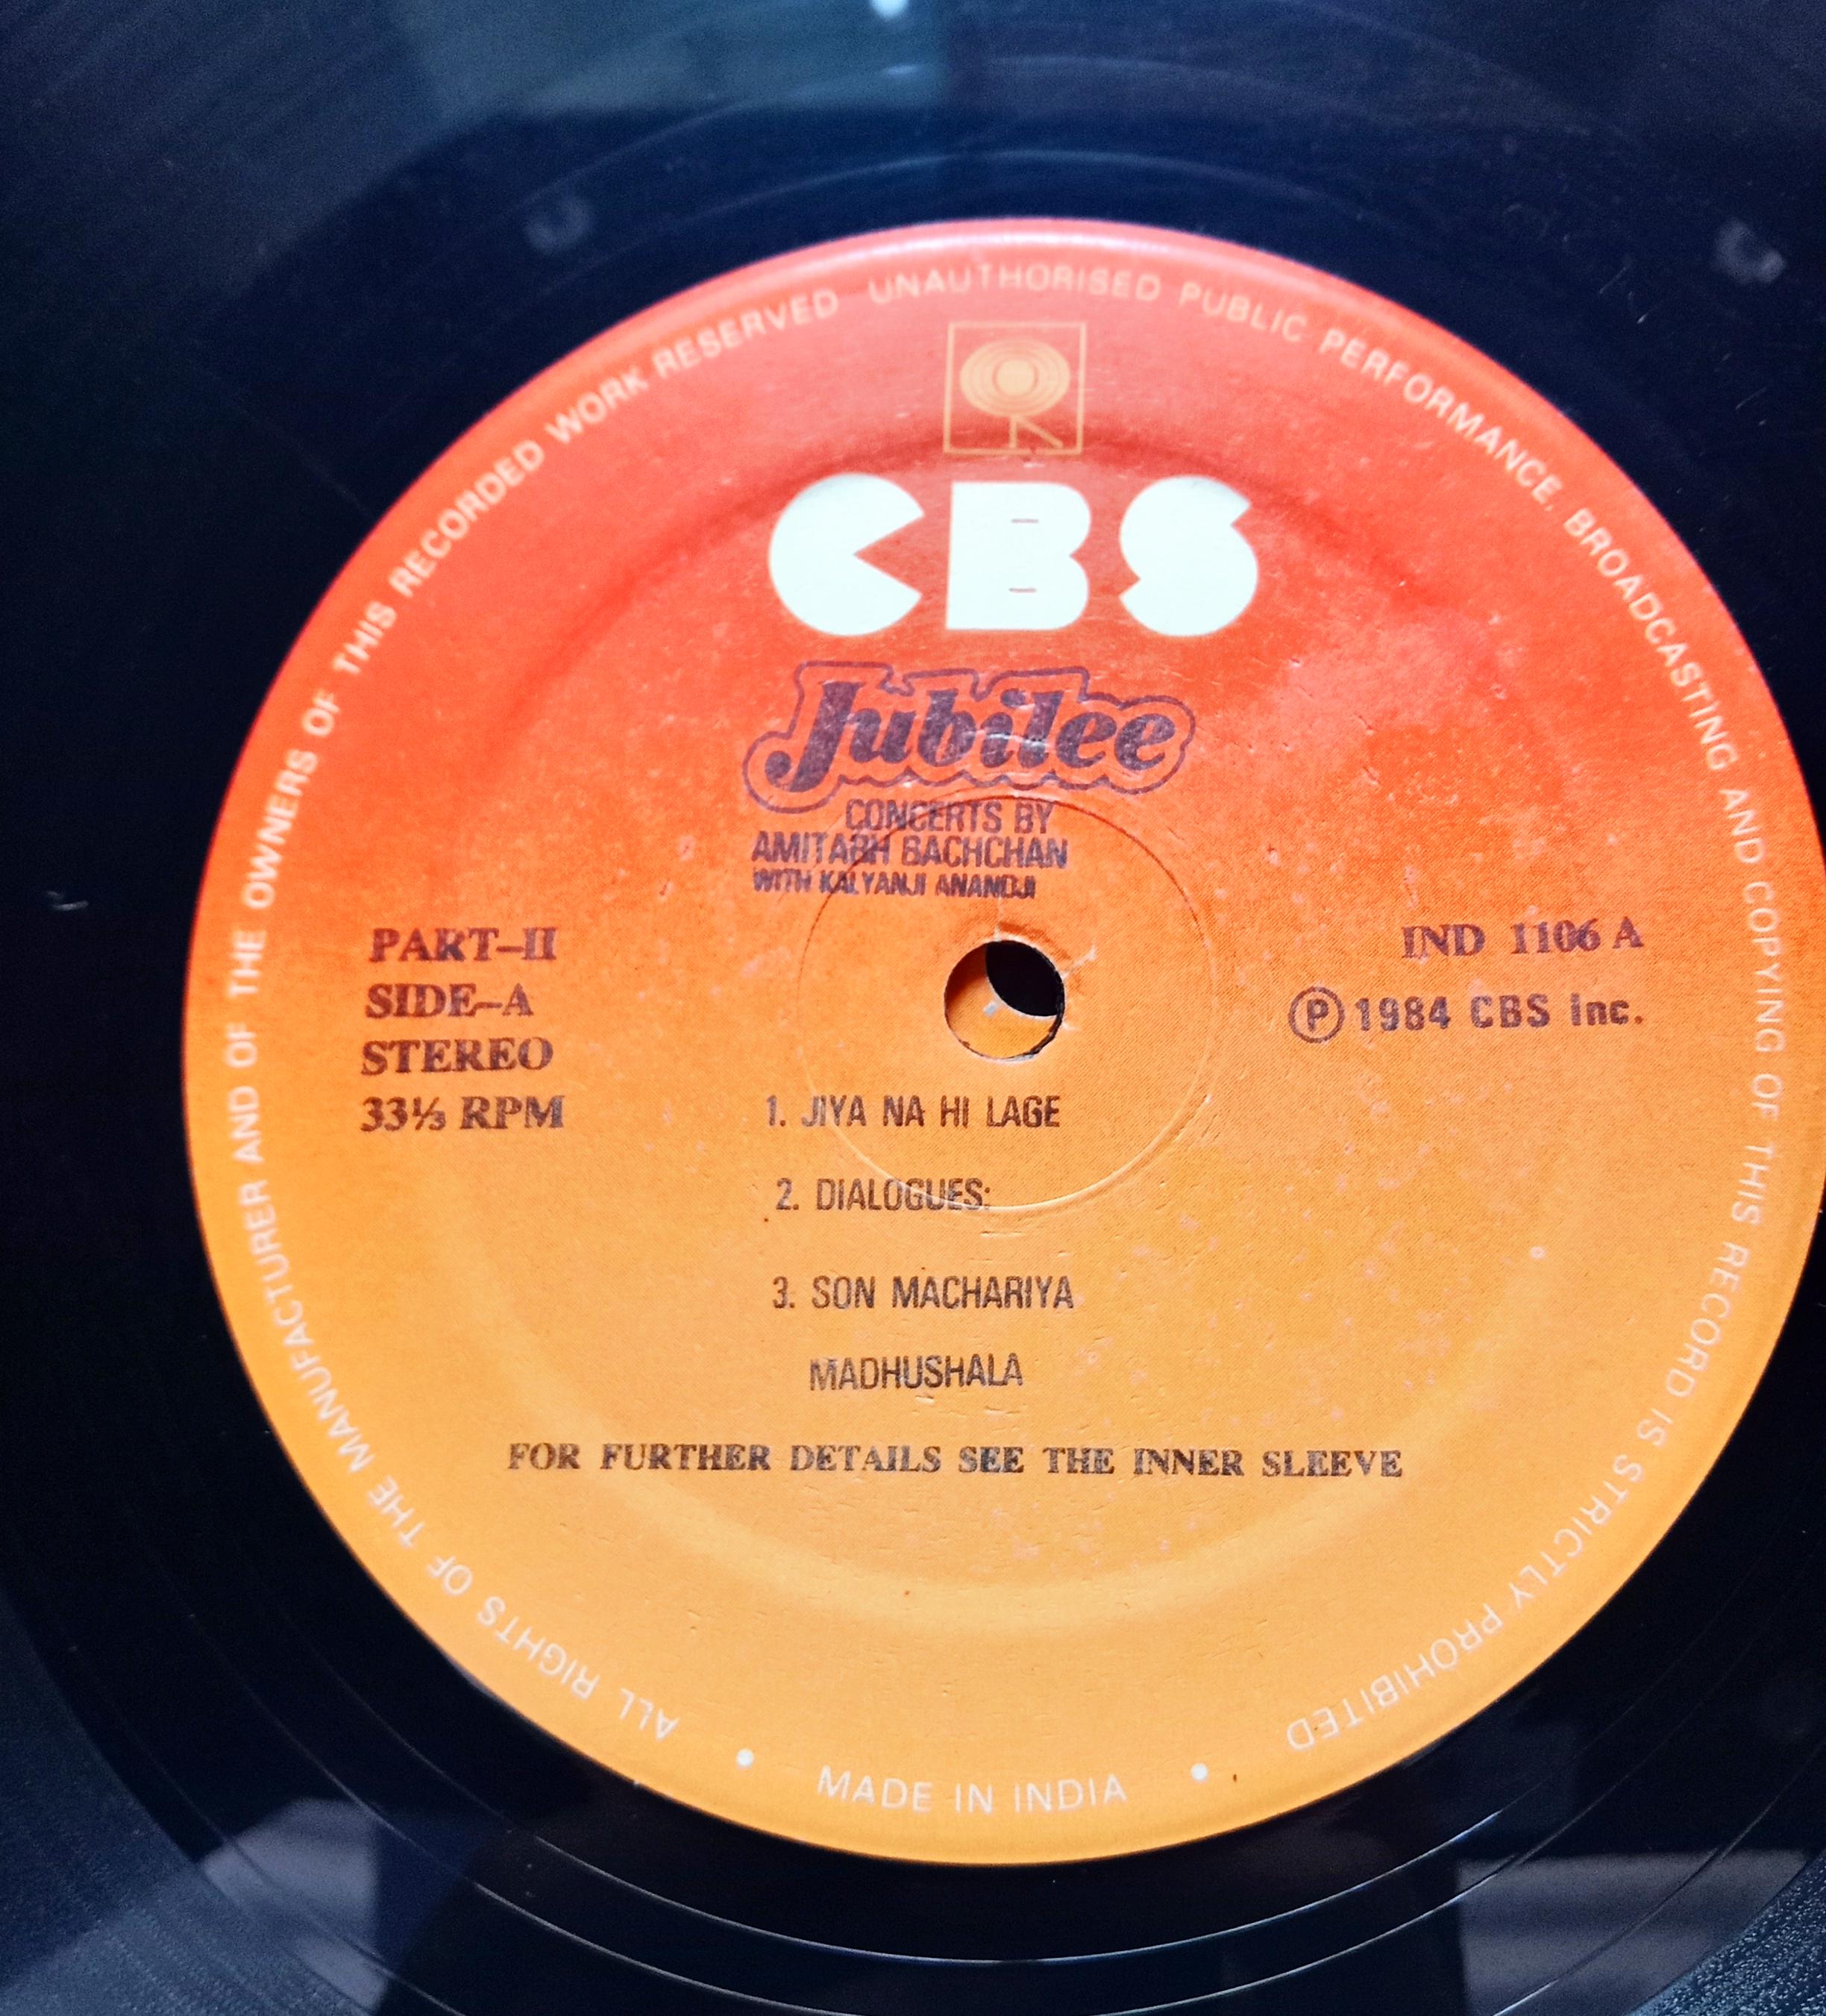 ALL RIGHTS OF THE MANUFACTURER AND OF THE OWNERS OF THIS RECORDED WORK RESERVED UNAUTHORISED PUBLIC PERFORMANCE. BROADCASTING AND COPYING OF THIS RECORD IS STRICTLY PROHIBITED
CBS
Jubilee
CONCERTS BY
AMITABH BACHCHAN
WITH KALYANJI ANANDJI
PART–II
SIDE–A
STEREO
33⅓ RPM
IND 1106 A
Ⓟ 1984 CBS Inc.
1. JIYA NA HI LAGE
2. DIALOGUES:
3. SON MACHARIYA
MADHUSHALA
FOR FURTHER DETAILS SEE THE INNER SLEEVE
• MADE IN INDIA •